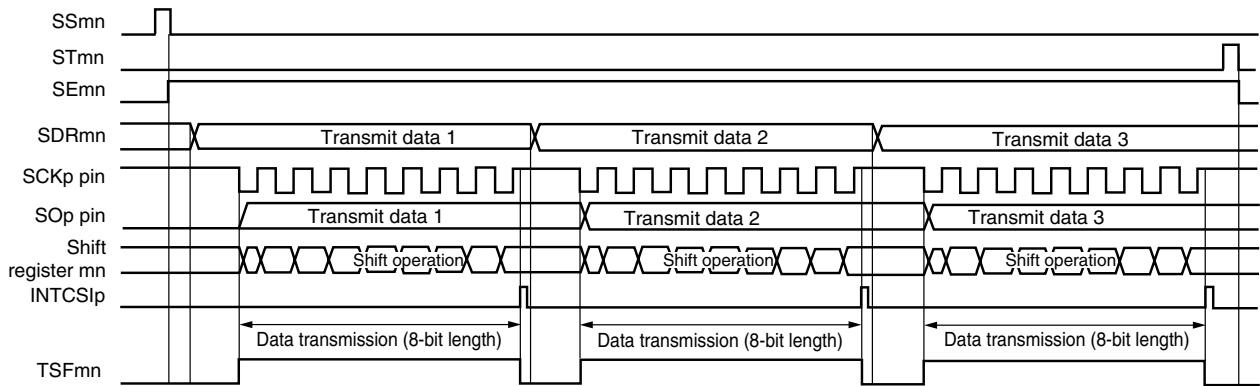 SSmn
STmn
SEmn
SDRmn Transmit data 1 Transmit data 2 Transmit data 3
SCKp pin
SOp pin Transmit data 1 Transmit data 2 Transmit data 3
Shift
register mn Shift operation Shift operation Shift operation
INTCSIp
Data transmission (8-bit length) Data transmission (8-bit length) Data transmission (8-bit length)
TSFmn